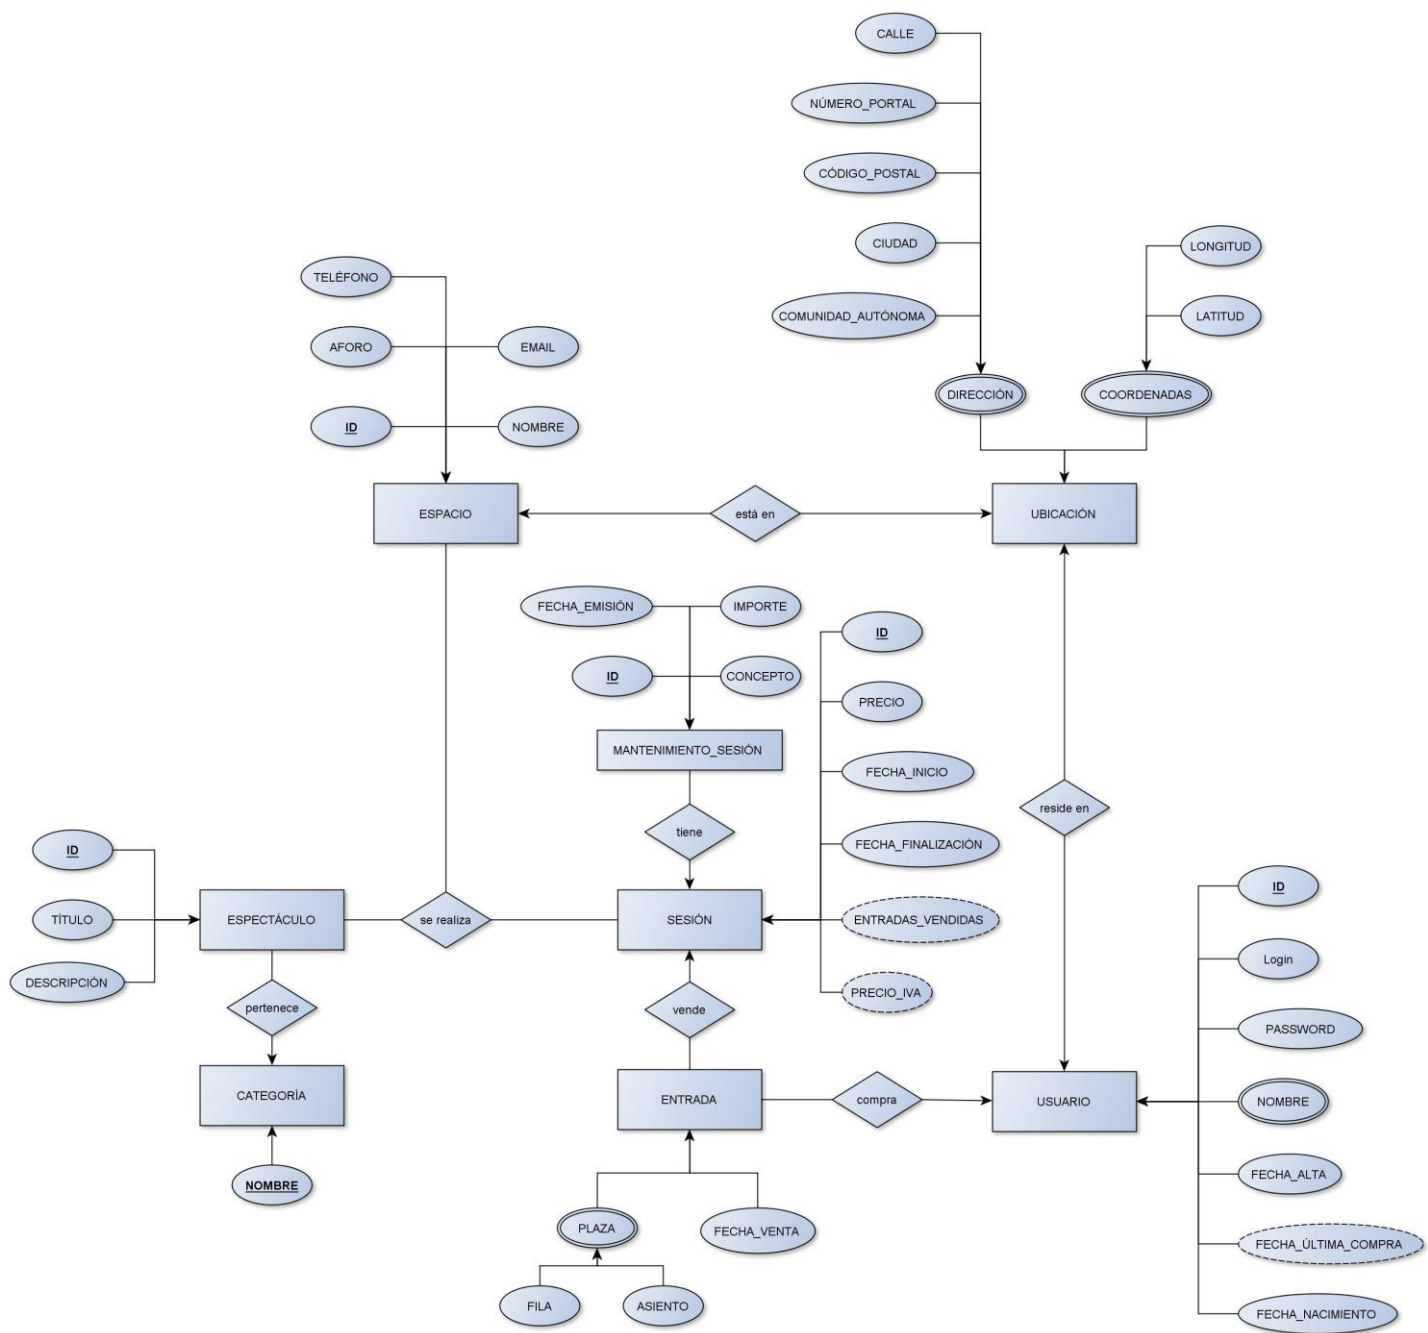 CALLE
NÚMERO_PORTAL
CÓDIGO_POSTAL
CIUDAD
LONGITUD
TELÉFONO
COMUNIDAD_AUTÓNOMA
LATITUD
AFORO
EMAIL
DIRECCIÓN
COORDENADAS
ID
NOMBRE
ESPACIO
está en
UBICACIÓN
FECHA_EMISIÓN
IMPORTE
ID
ID
CONCEPTO
PRECIO
MANTENIMIENTO_SESIÓN
FECHA_INICIO
reside en
tiene
ID
FECHA_FINALIZACIÓN
ID
TÍTULO
ESPECTÁCULO
se realiza
SESIÓN
ENTRADAS_VENDIDAS
Login
DESCRIPCIÓN
PRECIO_IVA
pertenece
vende
PASSWORD
CATEGORÍA
ENTRADA
compra
USUARIO
NOMBRE
NOMBRE
FECHA_ALTA
PLAZA
FECHA_VENTA
FECHA_ÚLTIMA_COMPRA
FILA
ASIENTO
FECHA_NACIMIENTO